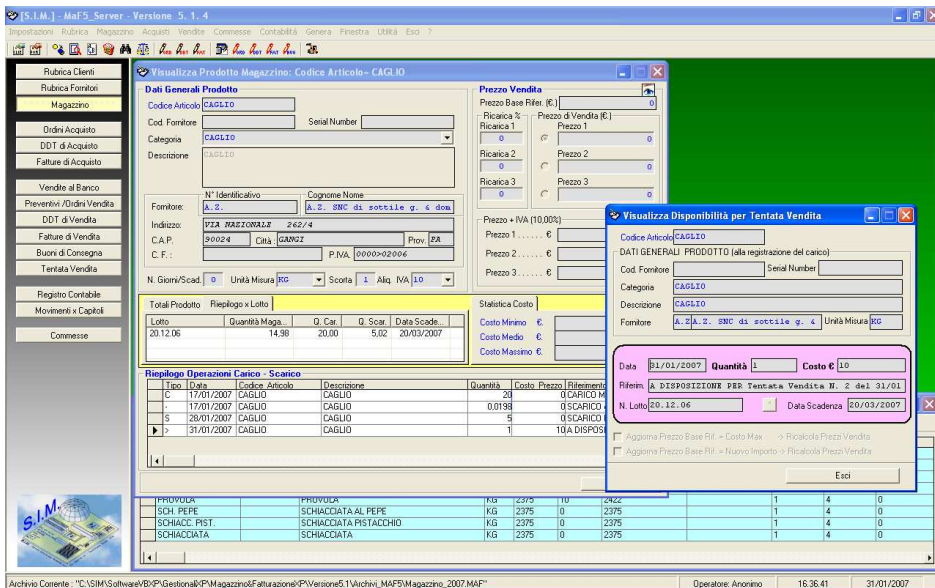 [S.I.M.] - MaF5_Server - Versione 5. 1. 4
Impostazioni Rubrica Magazzino Acquisti Vendite Commesse Contabilità Genera Finestra Utilità Esci ?
Rubrica Clienti
Rubrica Fornitori
Magazzino
Ordini Acquisto
DDT di Acquisto
Fatture di Acquisto
Vendite al Banco
Preventivi /Ordini Vendita
DDT di Vendita
Fatture di Vendita
Buoni di Consegna
Tentata Vendita
Registro Contabile
Movimenti x Capitoli
Commesse
S.I.M.
Visualizza Prodotto Magazzino: Codice Articolo- CAGLIO
Dati Generali Prodotto
Codice Articolo CAGLIO
Cod. Fornitore Serial Number
Categoria CAGLIO
Descrizione CAGLIO
N° Identificativo Cognome Nome
Fornitore: A.Z. A.Z. SNC di sottile g. & dom
Indirizzo: VIA NAZIONALE 262/4
C.A.P. 90024 Città : GANGI Prov. PA
C. F. : P.IVA. 0000>02006
N. Giorni/Scad. 0 Unità Misura KG Scorta 1 Aliq. IVA 10
Prezzo Vendita
Prezzo Base Rifer. (€.) 0
Ricarica % Prezzo di Vendita (€.)
Ricarica 1 Prezzo 1
0 0
Ricarica 2 Prezzo 2
0 0
Ricarica 3 Prezzo 3
0 0
Prezzo + IVA (10,00%)
Prezzo 1 . . . . . . €
Prezzo 2 . . . . . . €
Prezzo 3 . . . . . . €
Totali Prodotto Riepilogo x Lotto
Lotto Quantità Maga... Q. Car. Q. Scar. Data Scade...
20.12.06 14,98 20,00 5,02 20/03/2007
Statistica Costo
Costo Minimo €.
Costo Medio €.
Costo Massimo €.
Riepilogo Operazioni Carico - Scarico
Tipo Data Codice Articolo Descrizione Quantità Costo Prezzo Riferimento
C 17/01/2007 CAGLIO CAGLIO 20 0 CARICO M
- 17/01/2007 CAGLIO CAGLIO 0,0198 0 SCARICO
S 28/01/2007 CAGLIO CAGLIO 5 0 SCARICO
> 31/01/2007 CAGLIO CAGLIO 1 10 A DISPOS
Visualizza Disponibilità per Tentata Vendita
Codice Articolo CAGLIO
DATI GENERALI PRODOTTO (alla registrazione del carico)
Cod. Fornitore Serial Number
Categoria CAGLIO
Descrizione CAGLIO
Fornitore A.Z A.Z. SNC di sottile g. & Unità Misura KG
Data 31/01/2007 Quantità 1 Costo € 10
Riferim. A DISPOSIZIONE PER Tentata Vendita N. 2 del 31/01
N. Lotto 20.12.06 Data Scadenza 20/03/2007
Aggiorna Prezzo Base Rif. = Costo Max -> Ricalcola Prezzi Vendita
Aggiorna Prezzo Base Rif. = Nuovo Importo -> Ricalcola Prezzi Vendita
Esci
PROVOLA PROVOLA KG 2375 10 2422 1 4 0
SCH. PEPE SCHIACCIATA AL PEPE KG 2375 0 2375 1 4 0
SCHIACC. PIST. SCHIACCIATA PISTACCHIO KG 2375 0 2375 1 4 0
SCHIACCIATA SCHIACCIATA KG 2375 0 2375 1 4 0
Archivio Corrente : "C:\SIM\SoftwareVBXP\GestionaliXP\Magazzino&FatturazioneXP\Versione5.1\Archivi_MAF5\Magazzino_2007.MAF" Operatore: Anonimo 16.36.41 31/01/2007